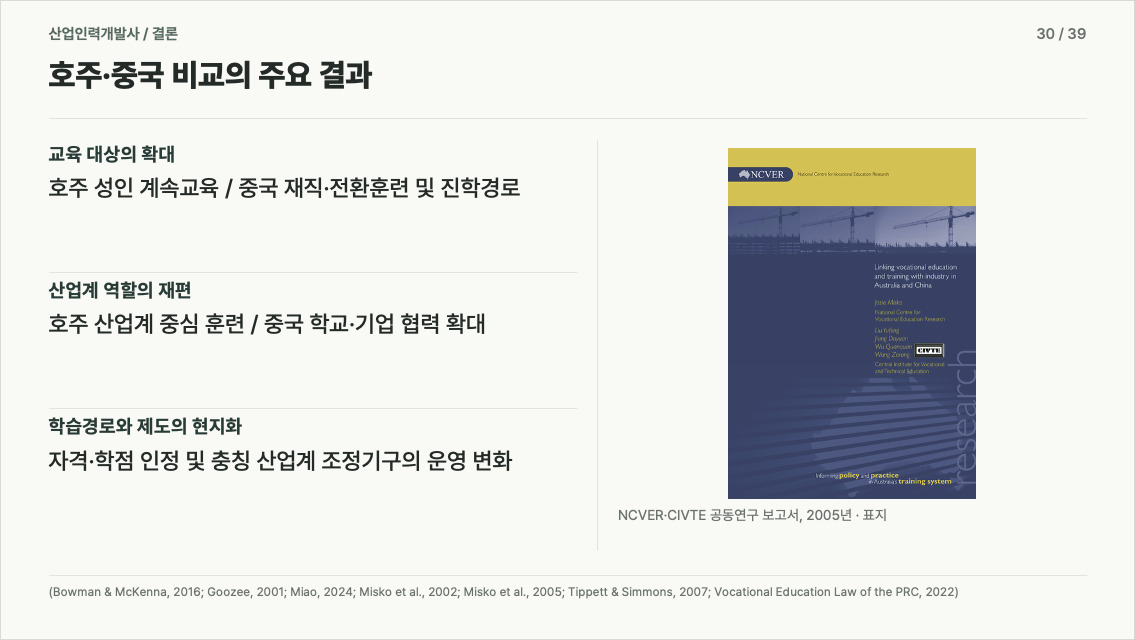 산업인력개발사 / 결론
30 / 39
호주·중국 비교의 주요 결과
교육 대상의 확대
호주 성인 계속교육 / 중국 재직·전환훈련 및 진학경로
산업계 역할의 재편
호주 산업계 중심 훈련 / 중국 학교·기업 협력 확대
학습경로와 제도의 현지화
자격·학점 인정 및 충칭 산업계 조정기구의 운영 변화
NCVER
National Centre for Vocational Education Research
Linking vocational education
and training with industry in
Australia and China
Josie Misko
National Centre for
Vocational Education Research
Liu Yufeng
Jiang Dayuan
Wu Quanquan
Wang Zerong
CIVTE
Central Institute for Vocational
and Technical Education
research
Informing policy and practice
in Australia's training system
NCVER·CIVTE 공동연구 보고서, 2005년 · 표지
(Bowman & McKenna, 2016; Goozee, 2001; Miao, 2024; Misko et al., 2002; Misko et al., 2005; Tippett & Simmons, 2007; Vocational Education Law of the PRC, 2022)